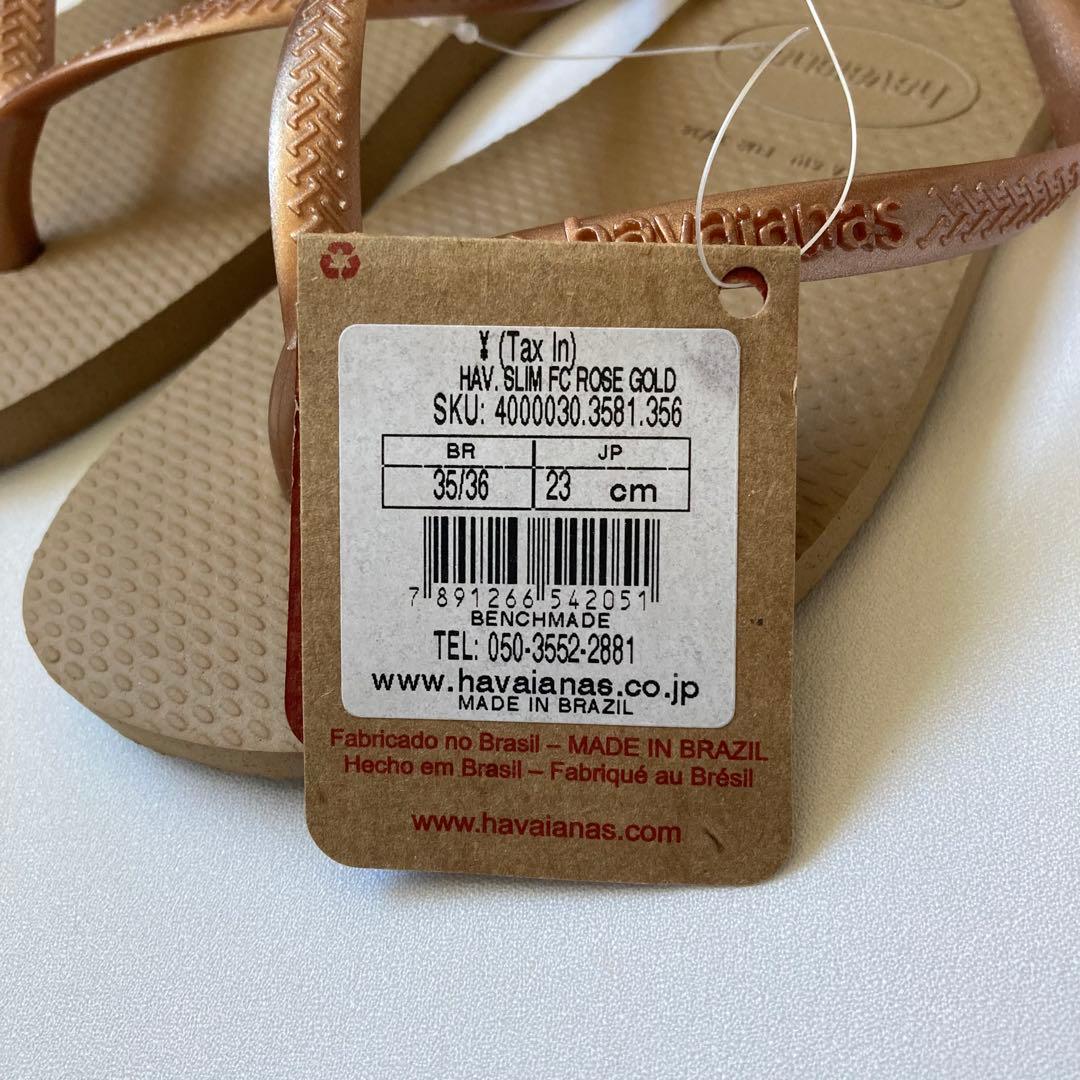 havaianas
havaianas
¥ (Tax In)
HAV. SLIM FC ROSE GOLD
SKU: 4000030.3581.356
BR JP
35/36 23 cm
7 891266 542051
BENCHMADE
TEL: 050-3552-2881
www.havaianas.co.jp
MADE IN BRAZIL
Fabricado no Brasil – MADE IN BRAZIL
Hecho em Brasil – Fabriqué au Brésil
www.havaianas.com